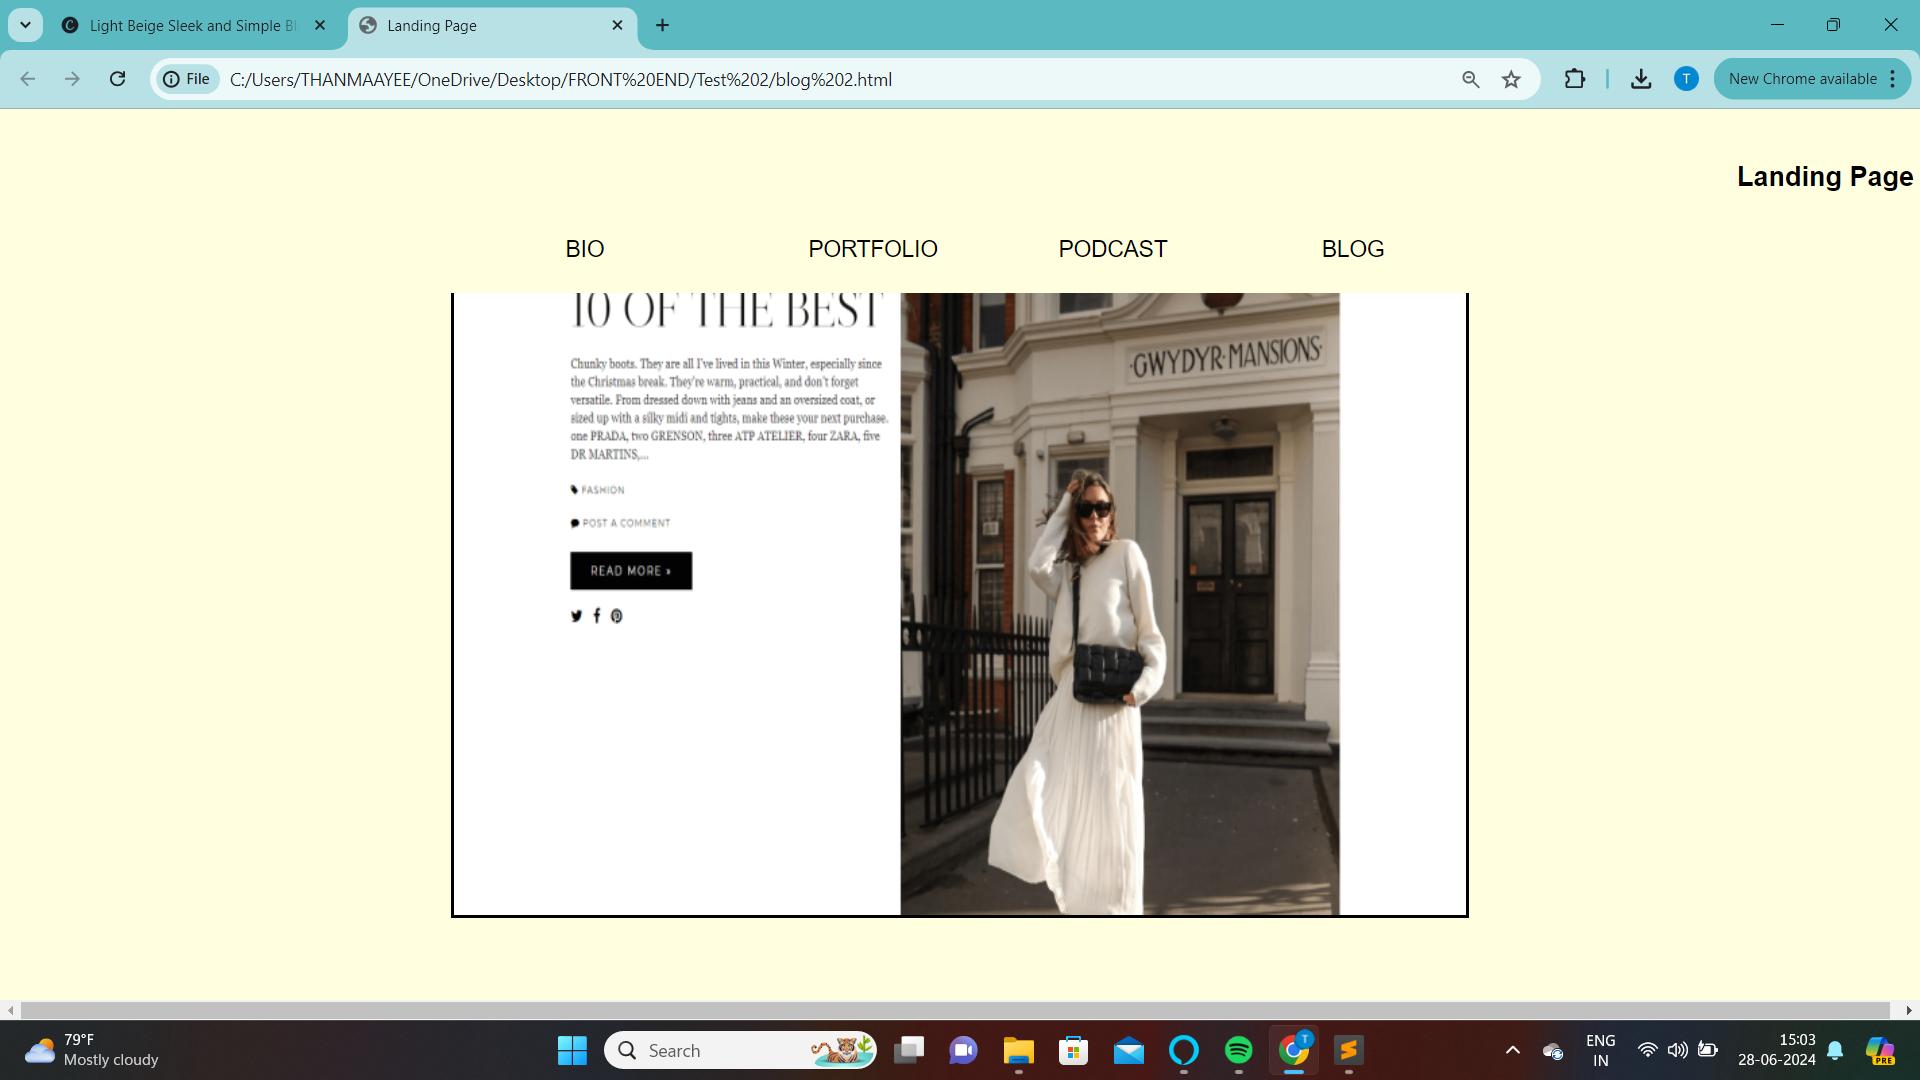 Light Beige Sleek and Simple Bl
Landing Page
File
C:/Users/THANMAAYEE/OneDrive/Desktop/FRONT%20END/Test%202/blog%202.html
T
New Chrome available
Landing Page
BIO
PORTFOLIO
PODCAST
BLOG
10 OF THE BEST
Chunky boots. They are all I've lived in this Winter, especially since
the Christmas break. They're warm, practical, and don't forget
versatile. From dressed down with jeans and an oversized coat, or
sized up with a silky midi and tights, make these your next purchase.
one PRADA, two GRENSON, three ATP ATELIER, four ZARA, five
DR MARTINS,...
FASHION
POST A COMMENT
READ MORE »
·GWYDYR·MANSIONS·
79°F
Mostly cloudy
Search
T
ENG
IN
15:03
28-06-2024
PRE